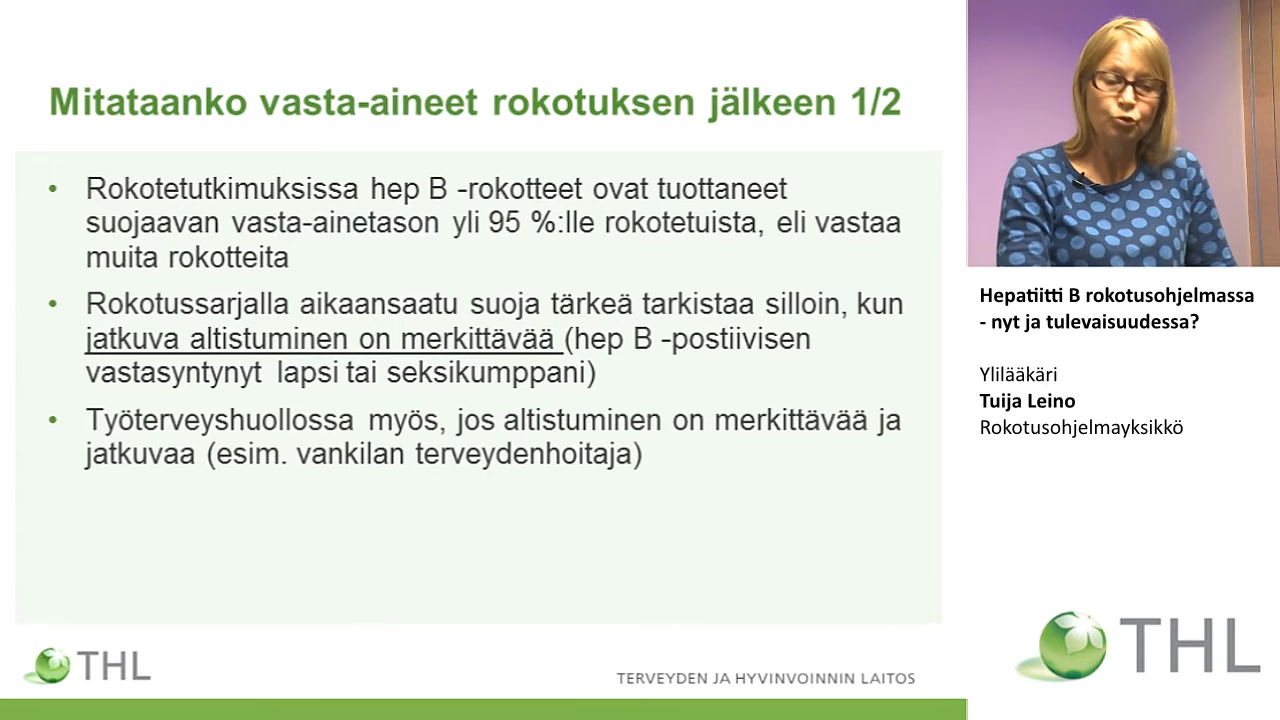 Mitataanko vasta-aineet rokotuksen jälkeen 1/2
• Rokotetutkimuksissa hep B -rokotteet ovat tuottaneet
suojaavan vasta-ainetason yli 95 %:lle rokotetuista, eli vastaa
muita rokotteita
• Rokotussarjalla aikaansaatu suoja tärkeä tarkistaa silloin, kun
jatkuva altistuminen on merkittävää (hep B -postiivisen
vastasyntynyt lapsi tai seksikumppani)
• Työterveyshuollossa myös, jos altistuminen on merkittävää ja
jatkuvaa (esim. vankilan terveydenhoitaja)
THL
TERVEYDEN JA HYVINVOINNIN LAITOS
Hepatiitti B rokotusohjelmassa
- nyt ja tulevaisuudessa?
Ylilääkäri
Tuija Leino
Rokotusohjelmayksikkö
THL